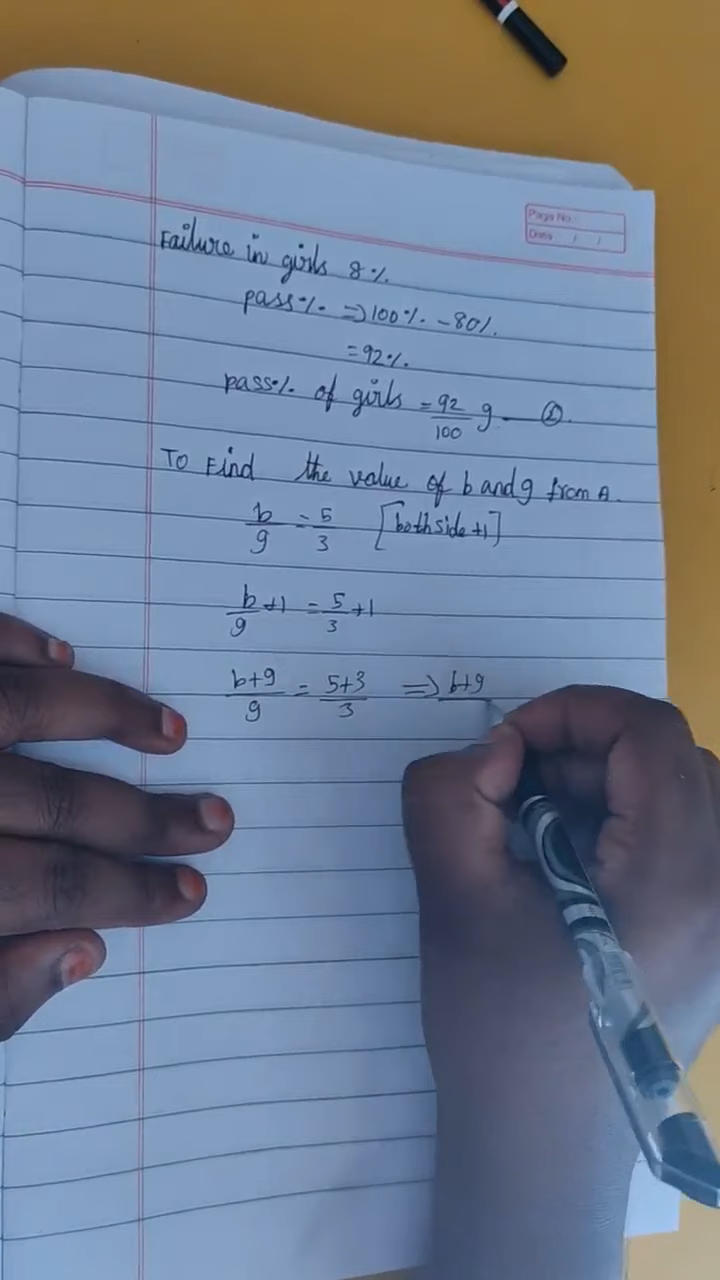 Page No.
Date / /
Failure in girls 8%.
pass% ⇒ 100% - 80%.
= 92%.
pass% of girls = 92/100 g — ②.
To Find the value of b and g from A.
b/g = 5/3 [both side +1]
b/g + 1 = 5/3 + 1
b+g/g = 5+3/3 ⇒ b+g